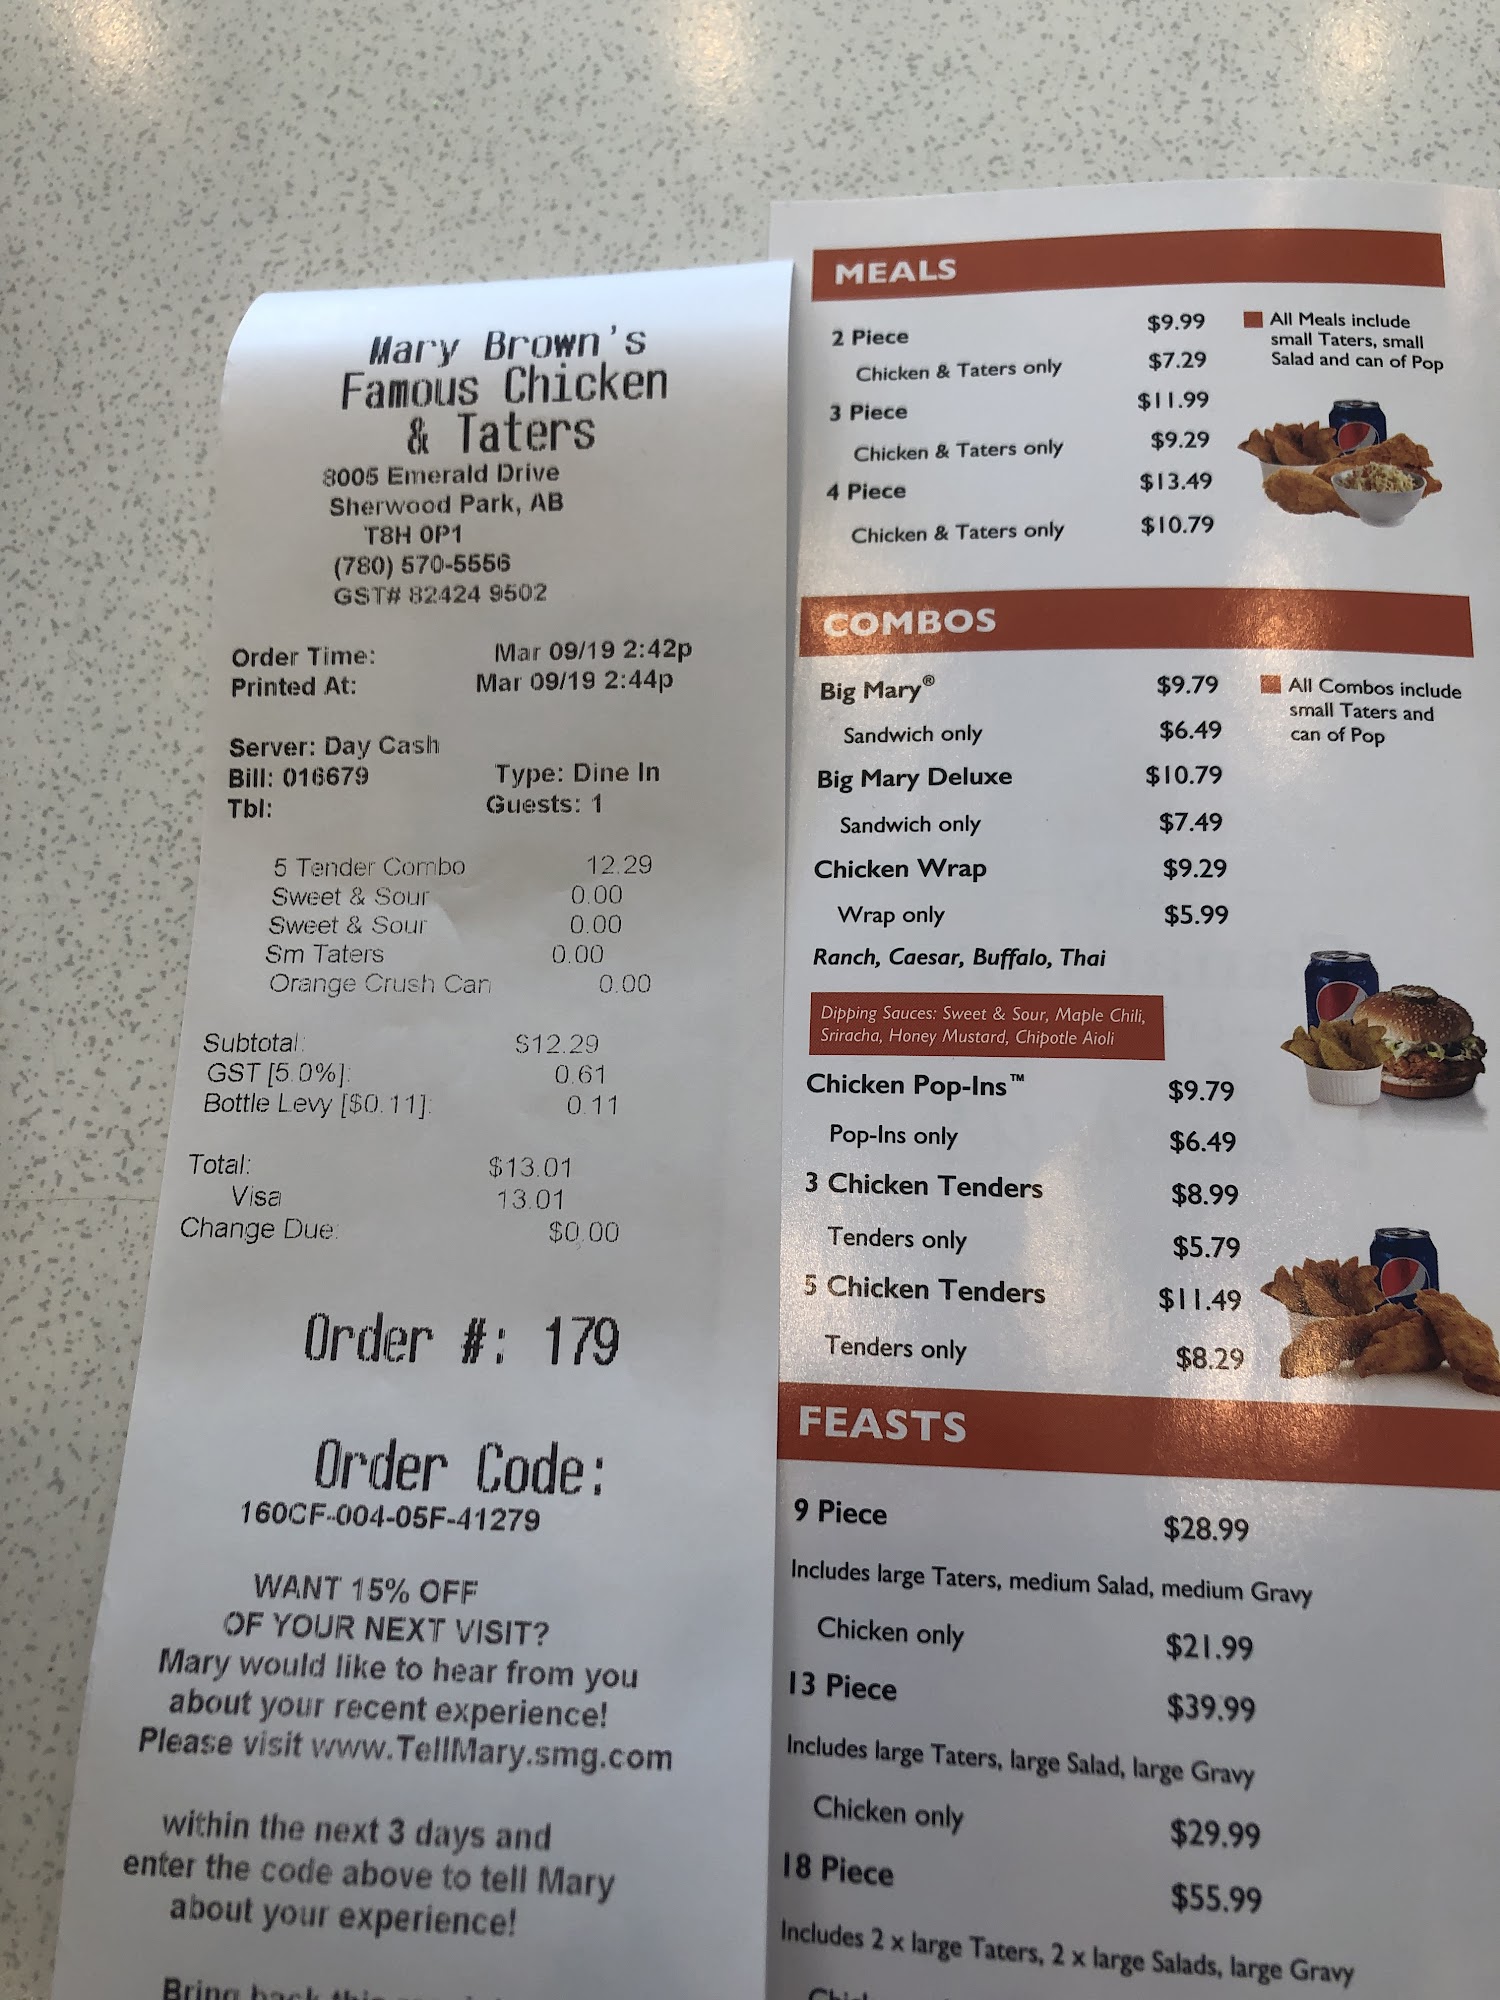 Mary Brown's
Famous Chicken
& Taters
8005 Emerald Drive
Sherwood Park, AB
T8H 0P1
(780) 570-5556
GST# 82424 9502
Order Time: Mar 09/19 2:42p
Printed At: Mar 09/19 2:44p
Server: Day Cash
Bill: 016679 Type: Dine In
Tbl: Guests: 1
5 Tender Combo 12.29
Sweet & Sour 0.00
Sweet & Sour 0.00
Sm Taters 0.00
Orange Crush Can 0.00
Subtotal: $12.29
GST [5.0%]: 0.61
Bottle Levy [$0.11]: 0.11
Total: $13.01
Visa 13.01
Change Due: $0.00
Order #: 179
Order Code:
160CF-004-05F-41279
WANT 15% OFF
OF YOUR NEXT VISIT?
Mary would like to hear from you
about your recent experience!
Please visit www.TellMary.smg.com
within the next 3 days and
enter the code above to tell Mary
about your experience!
Bring back this
MEALS
2 Piece $9.99
Chicken & Taters only $7.29
3 Piece $11.99
Chicken & Taters only $9.29
4 Piece $13.49
Chicken & Taters only $10.79
All Meals include
small Taters, small
Salad and can of Pop
COMBOS
Big Mary® $9.79
Sandwich only $6.49
Big Mary Deluxe $10.79
Sandwich only $7.49
Chicken Wrap $9.29
Wrap only $5.99
Ranch, Caesar, Buffalo, Thai
All Combos include
small Taters and
can of Pop
Dipping Sauces: Sweet & Sour, Maple Chili,
Sriracha, Honey Mustard, Chipotle Aioli
Chicken Pop-Ins™ $9.79
Pop-Ins only $6.49
3 Chicken Tenders $8.99
Tenders only $5.79
5 Chicken Tenders $11.49
Tenders only $8.29
FEASTS
9 Piece $28.99
Includes large Taters, medium Salad, medium Gravy
Chicken only $21.99
13 Piece $39.99
Includes large Taters, large Salad, large Gravy
Chicken only $29.99
18 Piece $55.99
Includes 2 x large Taters, 2 x large Salads, large Gravy